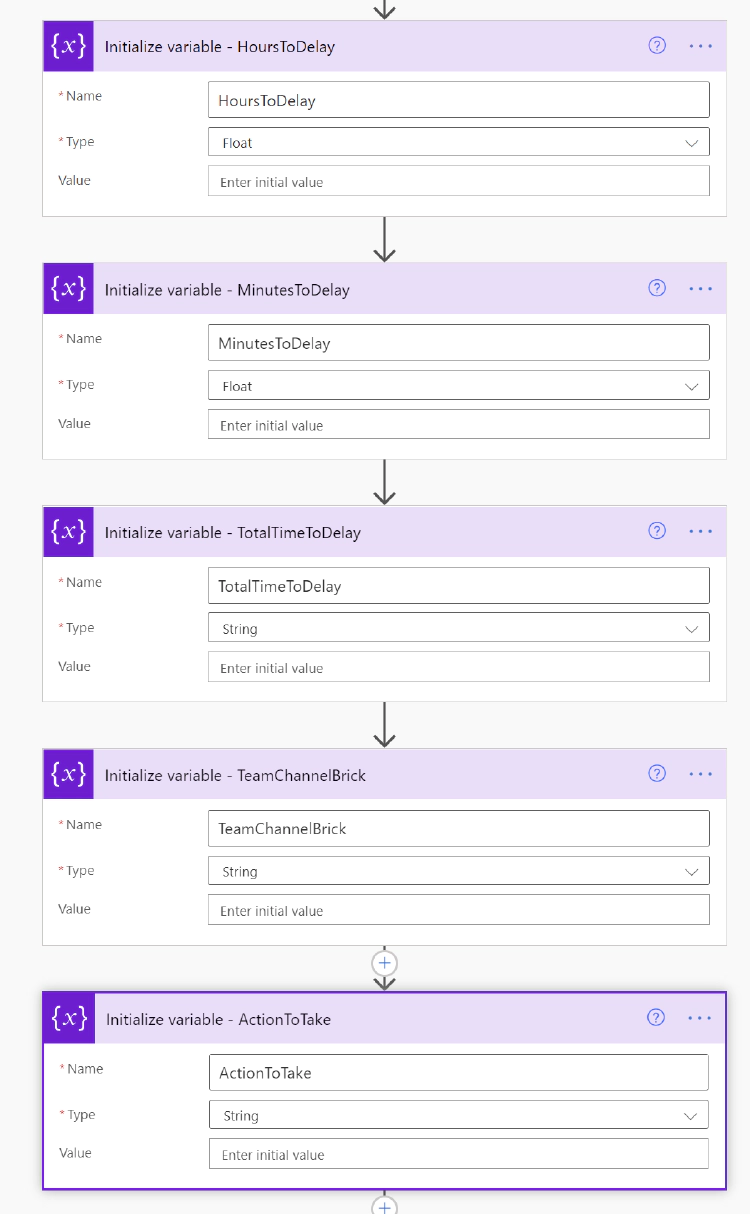 {x} Initialize variable - HoursToDelay ? ...
* Name HoursToDelay
* Type Float
Value Enter initial value
{x} Initialize variable - MinutesToDelay ? ...
* Name MinutesToDelay
* Type Float
Value Enter initial value
{x} Initialize variable - TotalTimeToDelay ? ...
* Name TotalTimeToDelay
* Type String
Value Enter initial value
{x} Initialize variable - TeamChannelBrick ? ...
* Name TeamChannelBrick
* Type String
Value Enter initial value
{x} Initialize variable - ActionToTake ? ...
* Name ActionToTake
* Type String
Value Enter initial value